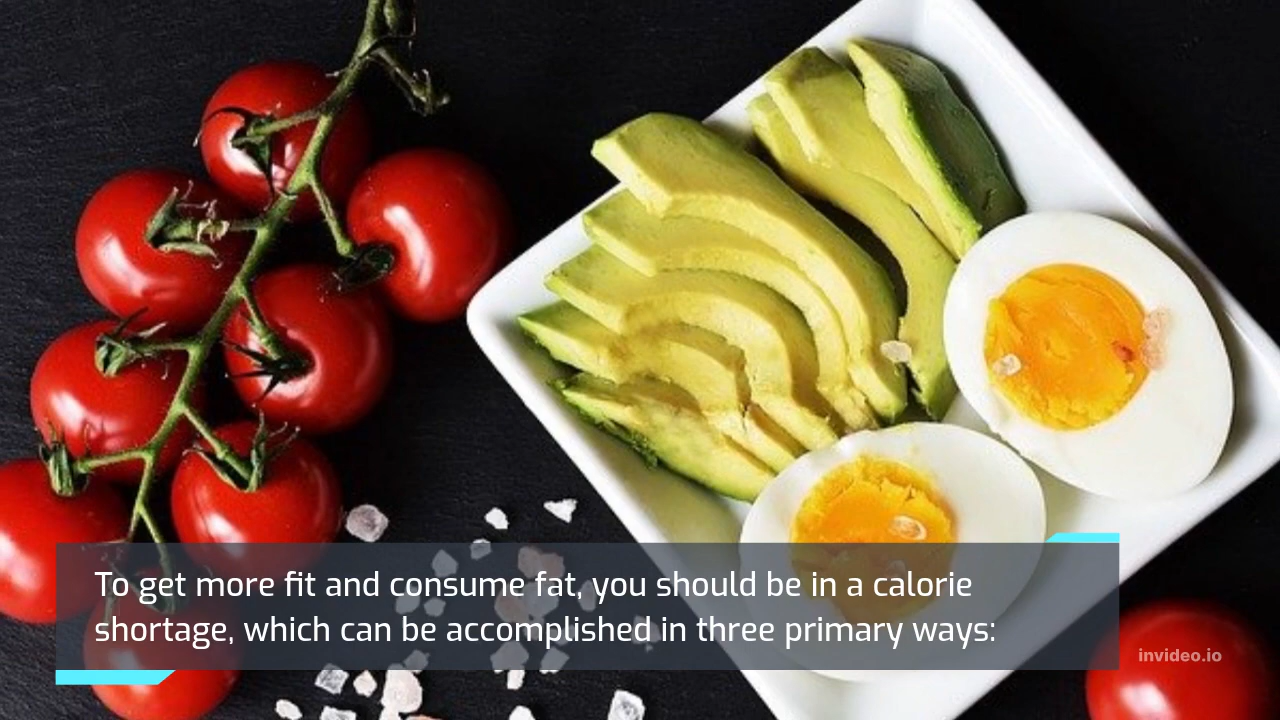 To get more fit and consume fat, you should be in a calorie
shortage, which can be accomplished in three primary ways:
invideo.io